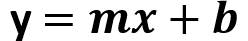 y = mx + b